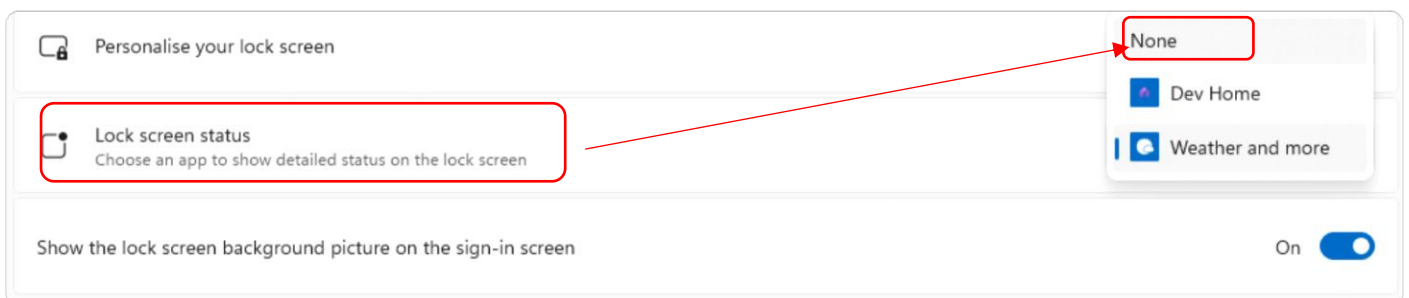 Personalise your lock screen
None
Dev Home
Lock screen status
Choose an app to show detailed status on the lock screen
Weather and more
Show the lock screen background picture on the sign-in screen
On